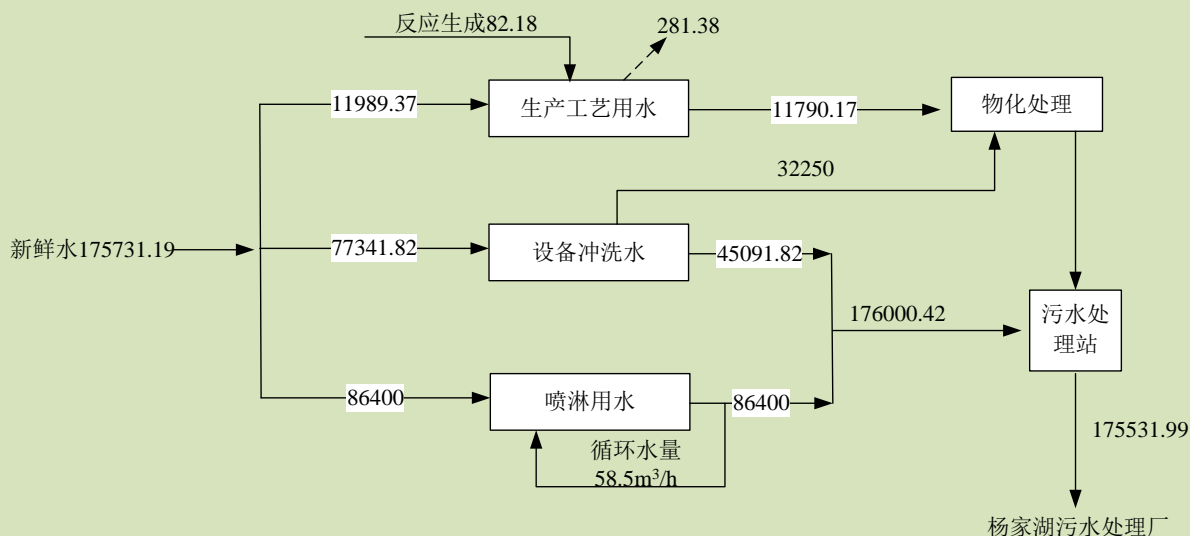 反应生成82.18
281.38
11989.37
生产工艺用水
11790.17
物化处理
32250
新鲜水175731.19
77341.82
设备冲洗水
45091.82
176000.42
污水处
理站
86400
喷淋用水
86400
循环水量
58.5m³/h
175531.99
杨家湖污水处理厂